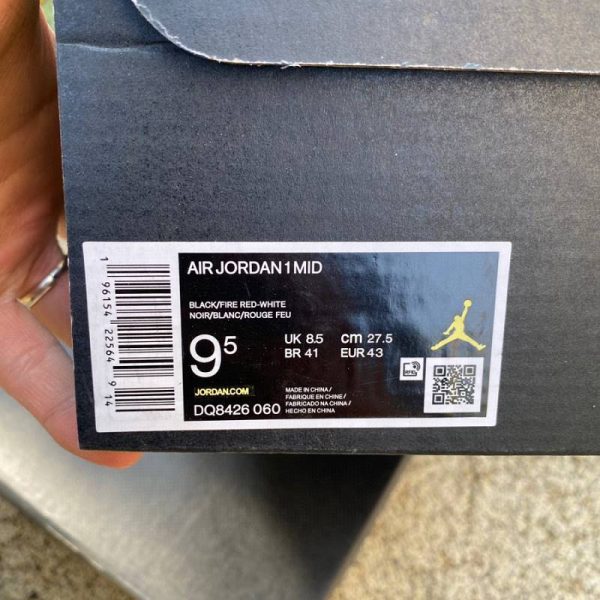 AIR JORDAN 1 MID
BLACK/FIRE RED-WHITE
NOIR/BLANC/ROUGE FEU
9.5
UK 8.5 cm 27.5
BR 41 EUR 43
JORDAN.COM
DQ8426 060
MADE IN CHINA/
FABRIQUE EN CHINE/
FABRICADO NA CHINA/
HECHO EN CHINA
1 96154 22564 9 14